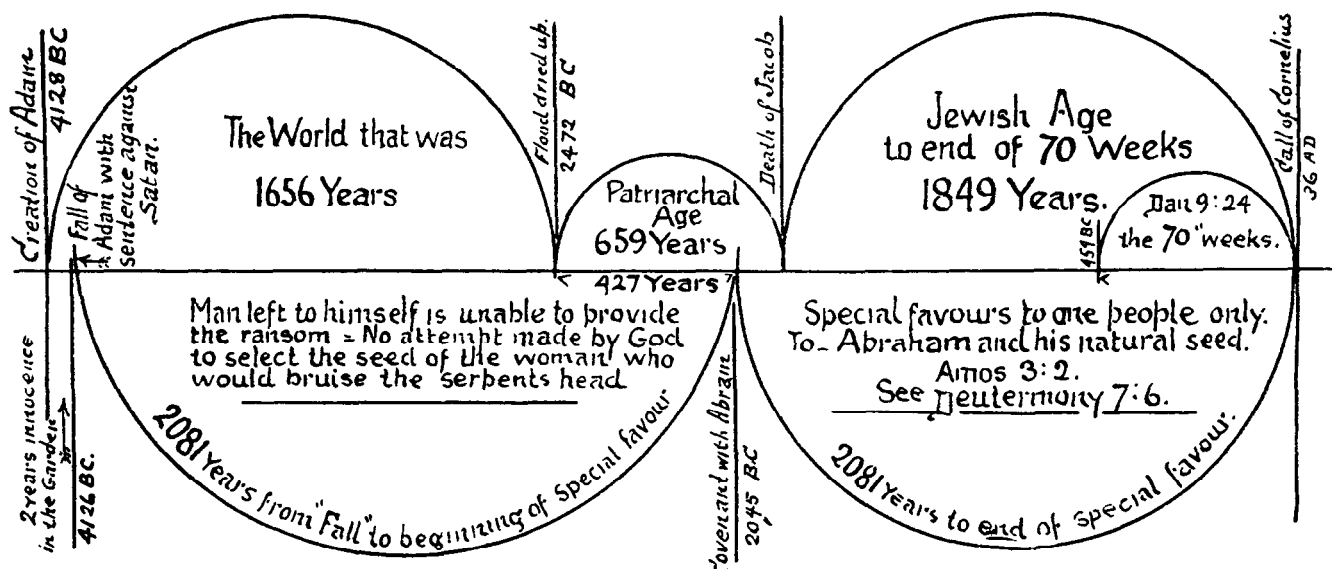 Creation of Adam
4128 BC
Fall of
Adam with
sentence against
Satan.
The World that was
1656 Years
Flood dried up.
2472 BC
Patriarchal
Age
659 Years
427 Years
Death of Jacob
Jewish Age
to end of 70 Weeks
1849 Years.
454 BC
Dan 9:24
the 70 "weeks.
Call of Cornelius
36 AD
2 years innocence
in the Garden
4126 BC.
Man left to himself is unable to provide
the ransom = No attempt made by God
to select the seed of the woman who
would bruise the serpents head
2081 Years from "Fall" to beginning of special favour
Covenant with Abram
2045 BC
Special favours to one people only.
To - Abraham and his natural seed.
Amos 3:2.
See Deutermony 7:6.
2081 Years to end of special favour.